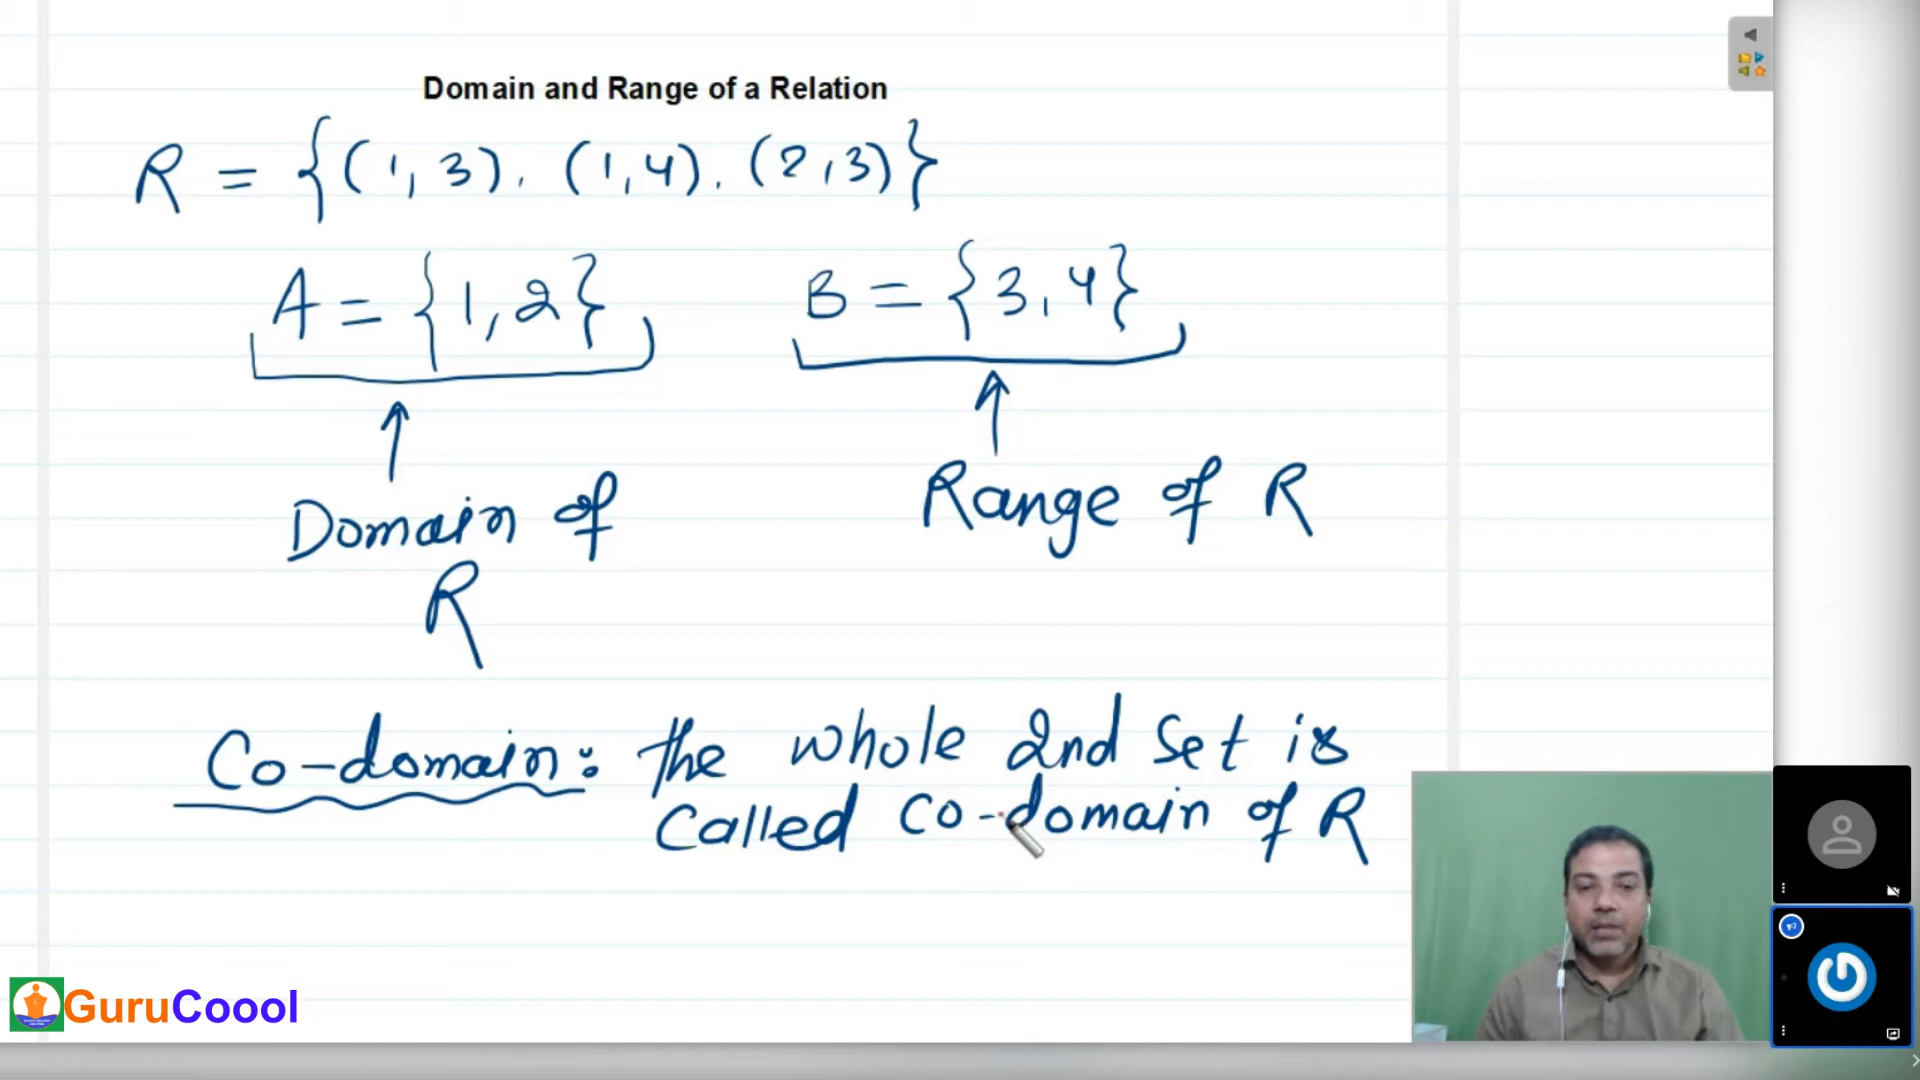 Domain and Range of a Relation
R = {(1, 3), (1, 4), (2, 3)}
A = {1, 2} B = {3, 4}
Domain of
R
Range of R
Co-domain: the whole 2nd set is
called co-domain of R
GuruCoool